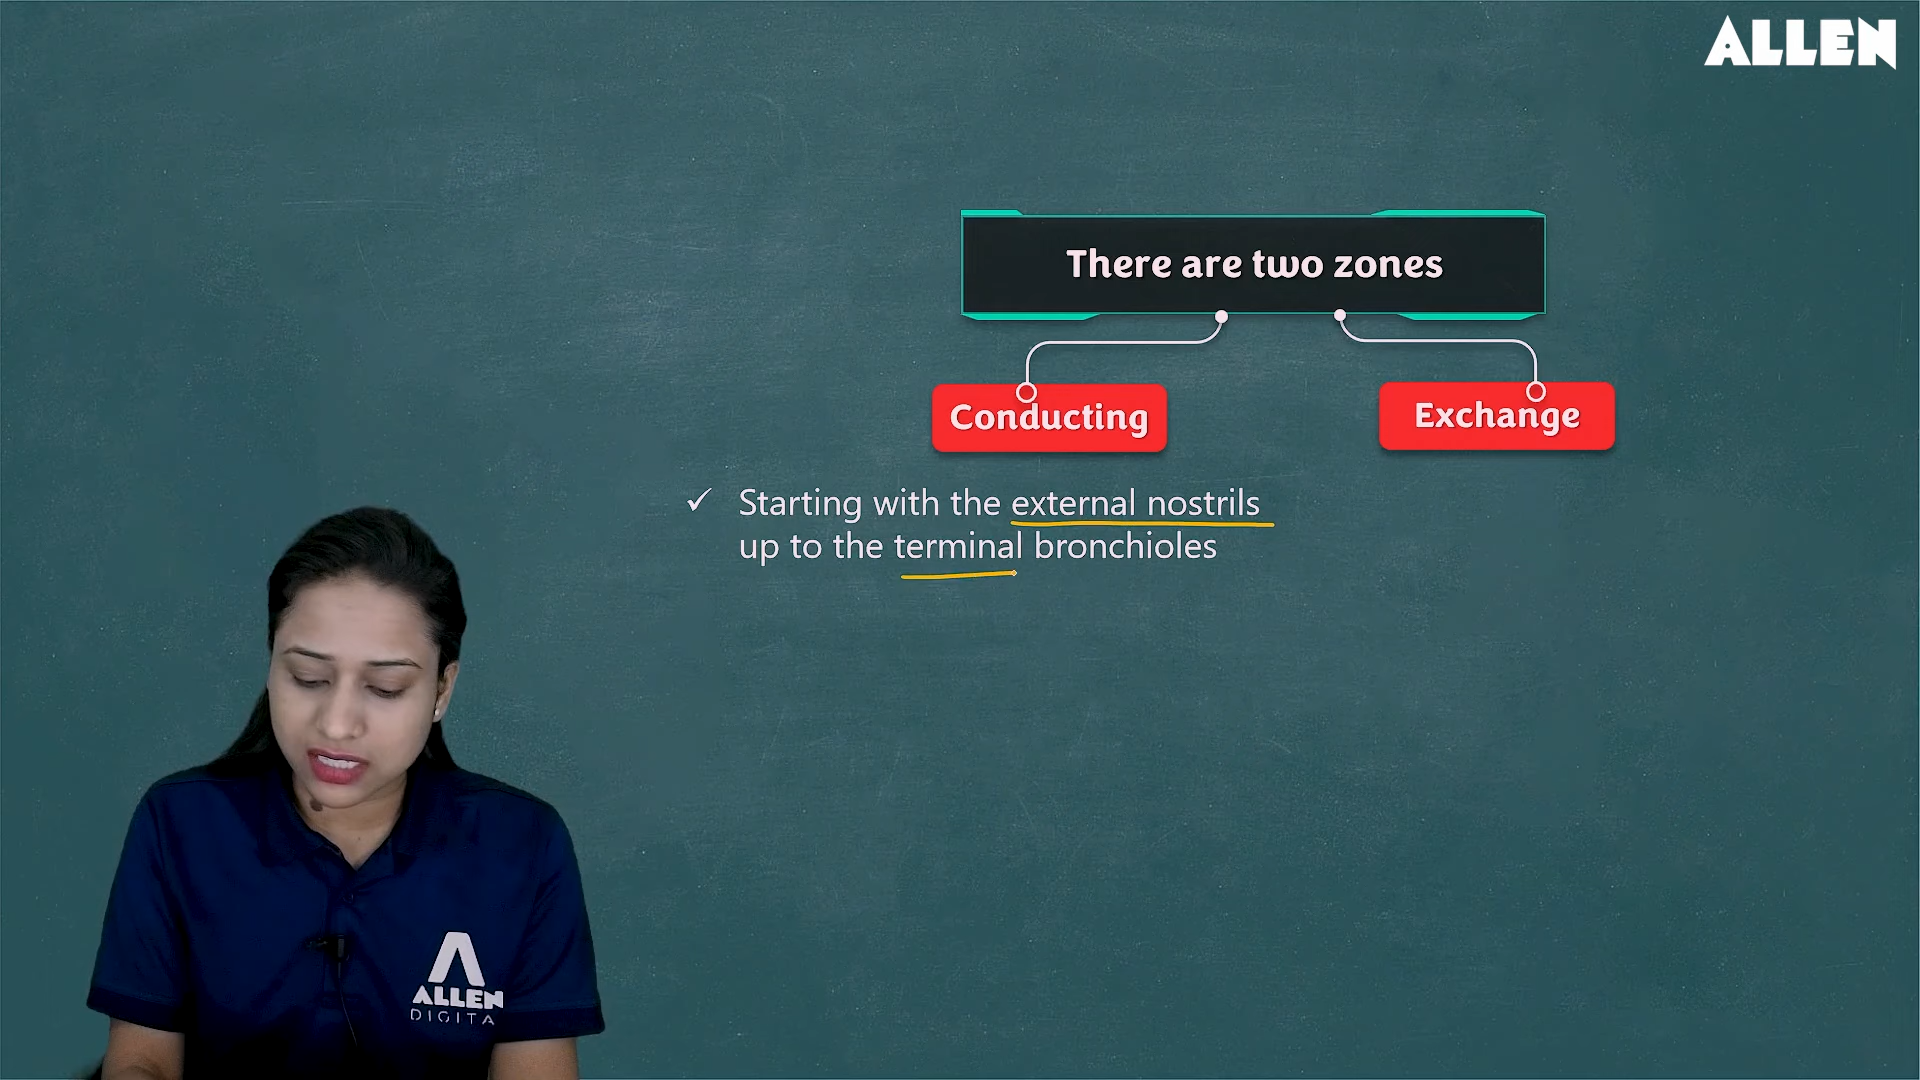 ALLEN
There are two zones
Conducting
Exchange
✓ Starting with the external nostrils
up to the terminal bronchioles
ALLEN
DIGITA